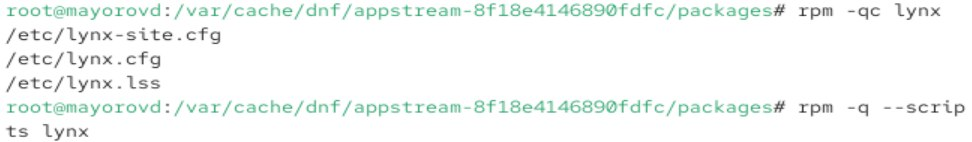 root@mayorovd:/var/cache/dnf/appstream-8f18e4146890fdfc/packages# rpm -qc lynx
/etc/lynx-site.cfg
/etc/lynx.cfg
/etc/lynx.lss
root@mayorovd:/var/cache/dnf/appstream-8f18e4146890fdfc/packages# rpm -q --scrip
ts lynx